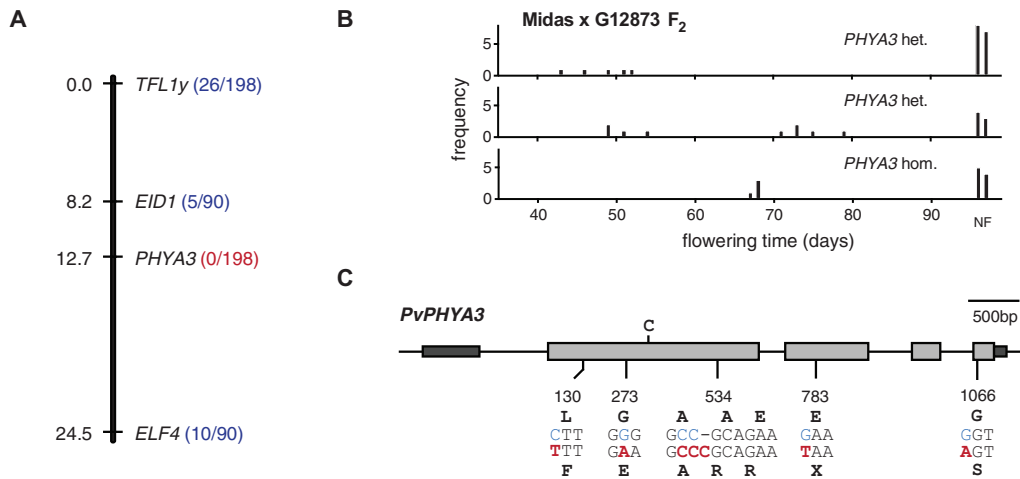 A
0.0 TFL1y (26/198)
8.2 EID1 (5/90)
12.7 PHYA3 (0/198)
24.5 ELF4 (10/90)
B
Midas x G12873 F2
frequency
5
0
PHYA3 het.
5
0
PHYA3 het.
5
0
PHYA3 hom.
40 50 60 70 80 90 NF
flowering time (days)
C
500bp
PvPHYA3
C
130 273 534 783 1066
L G A A E E G
CTT GGG GCC-GCAGAA GAA GGT
TTT GAA GCCCGCAGAA TAA AGT
F E A R R X S